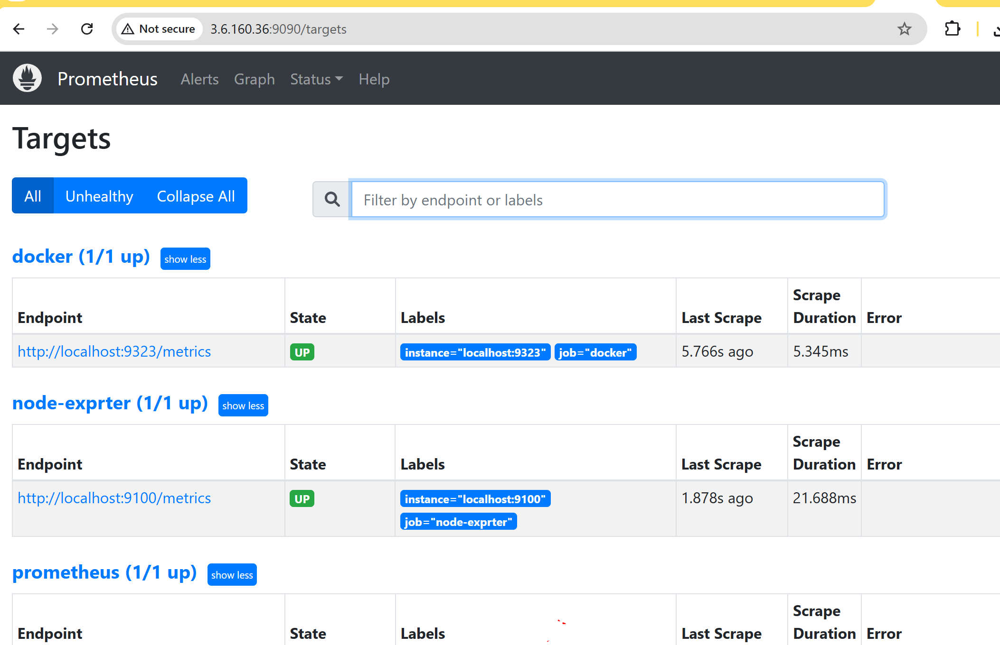 Not secure 3.6.160.36:9090/targets
Prometheus Alerts Graph Status Help
Targets
All Unhealthy Collapse All Filter by endpoint or labels
docker (1/1 up) show less
Endpoint State Labels Last Scrape Scrape Duration Error
http://localhost:9323/metrics UP instance="localhost:9323" job="docker" 5.766s ago 5.345ms
node-exprter (1/1 up) show less
Endpoint State Labels Last Scrape Scrape Duration Error
http://localhost:9100/metrics UP instance="localhost:9100" 1.878s ago 21.688ms
job="node-exprter"
prometheus (1/1 up) show less
Endpoint State Labels Last Scrape Scrape Duration Error